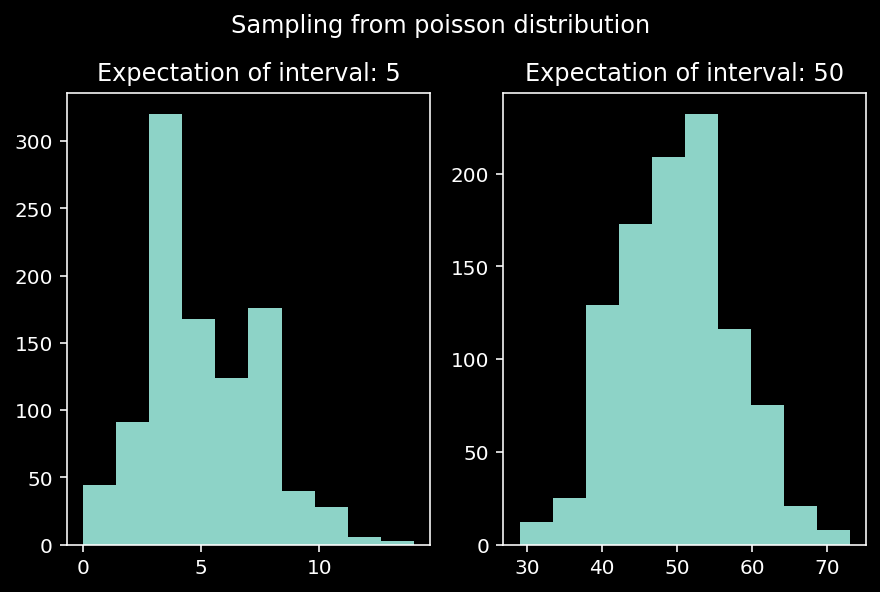 Sampling from poisson distribution
Expectation of interval: 5
300
250
200
150
100
50
0
0 5 10
Expectation of interval: 50
200
150
100
50
0
30 40 50 60 70